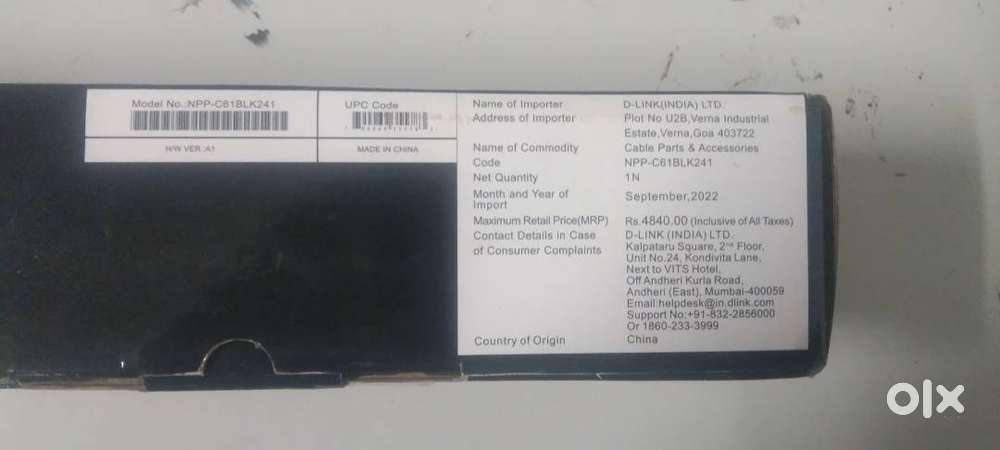 Model No.:NPP-C61BLK241
UPC Code
H/W VER.:A1
MADE IN CHINA
Name of Importer D-LINK(INDIA) LTD.
Address of Importer Plot No U2B,Verna Industrial
Estate,Verna,Goa 403722
Name of Commodity Cable Parts & Accessories
Code NPP-C61BLK241
Net Quantity 1N
Month and Year of
Import September,2022
Maximum Retail Price(MRP) Rs.4840.00 (Inclusive of All Taxes)
Contact Details in Case D-LINK (INDIA) LTD.
of Consumer Complaints Kalpataru Square, 2nd Floor,
Unit No.24, Kondivita Lane,
Next to VITS Hotel,
Off Andheri Kurla Road,
Andheri (East), Mumbai-400059
Email:helpdesk@in.dlink.com
Support No:+91-832-2856000
Or 1860-233-3999
Country of Origin China
olx